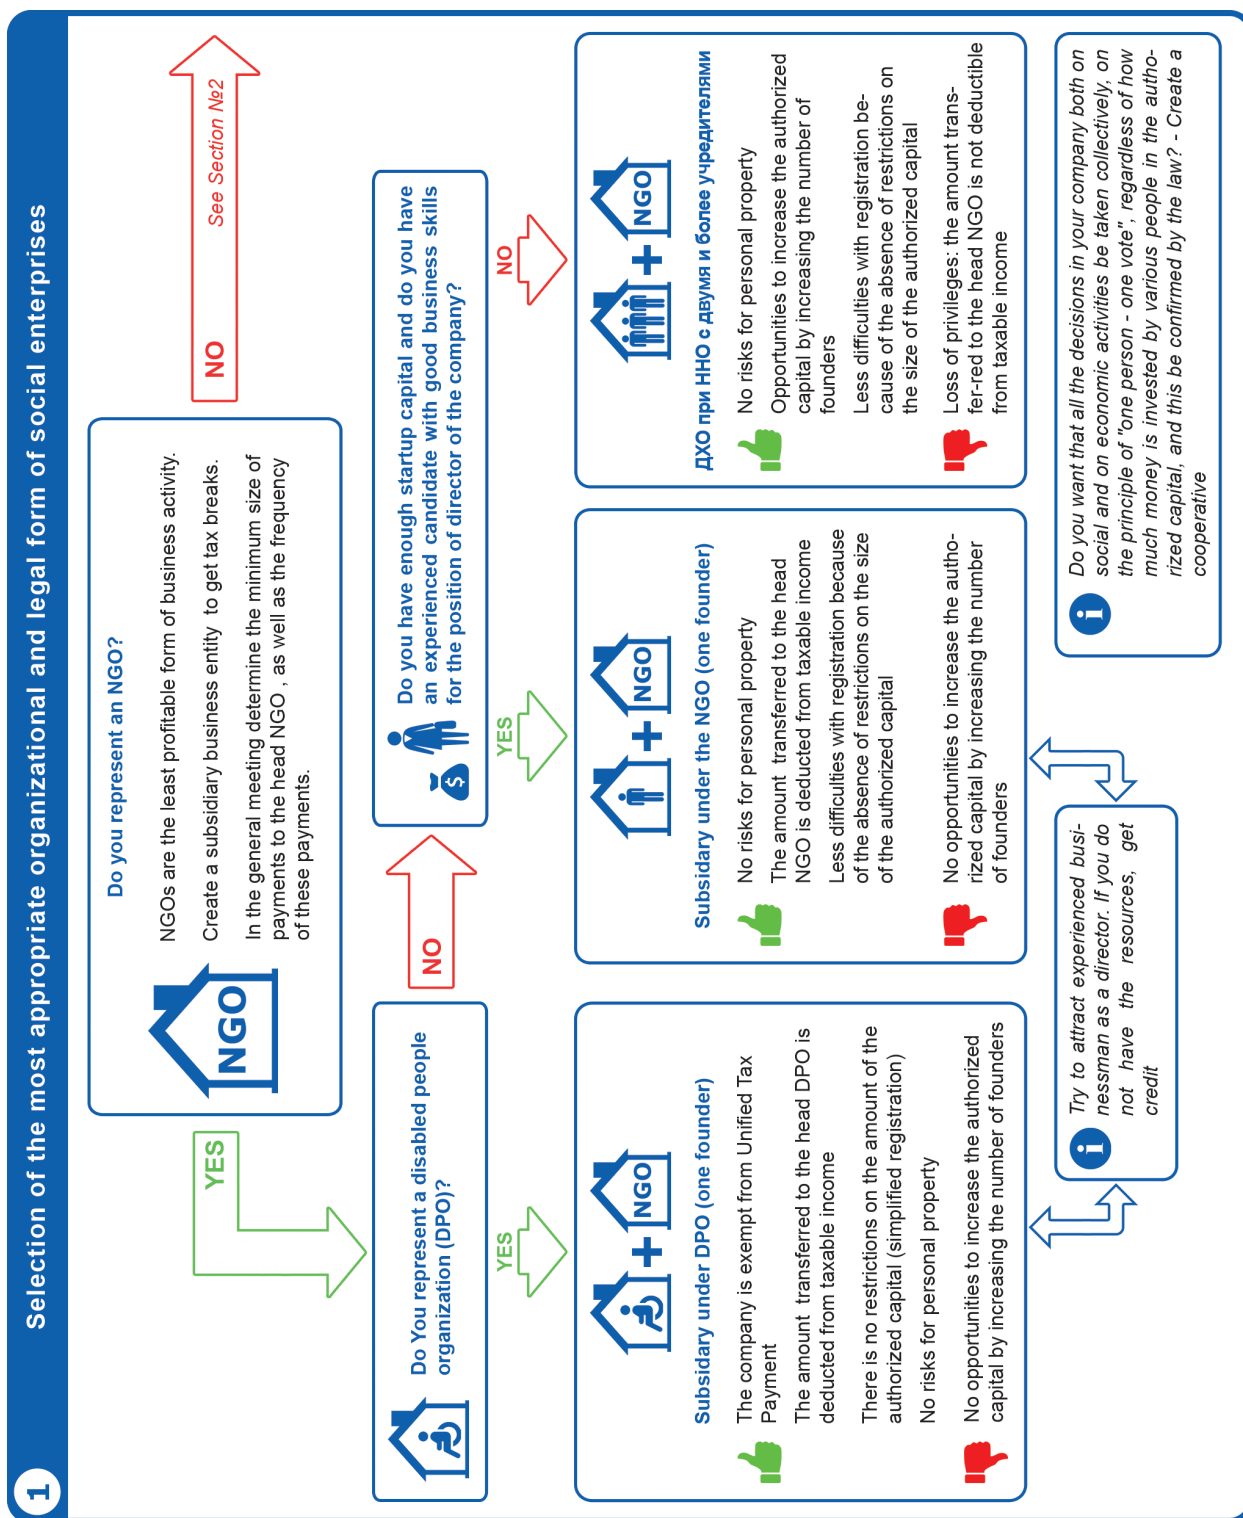 1
Selection of the most appropriate organizational and legal form of social enterprises
NGO
Do you represent an NGO?
NGOs are the least profitable form of business activity.
Create a subsidiary business entity to get tax breaks.
In the general meeting determine the minimum size of
payments to the head NGO , as well as the frequency
of these payments.
YES
NO
See Section №2
Do You represent a disabled people
organization (DPO)?
NO
$
Do you have enough startup capital and do you have
an experienced candidate with good business skills
for the position of director of the company?
YES
YES
NO
NGO
Subsidary under DPO (one founder)
The company is exempt from Unified Tax
Payment
The amount transferred to the head DPO is
deducted from taxable income
There is no restrictions on the amount of the
authorized capital (simplified registration)
No risks for personal property
No opportunities to increase the authorized
capital by increasing the number of founders
NGO
Subsidary under the NGO (one founder)
No risks for personal property
The amount transferred to the head
NGO is deducted from taxable income
Less difficulties with registration because
of the absence of restrictions on the size
of the authorized capital
No opportunities to increase the autho-
rized capital by increasing the number
of founders
NGO
ДХО при ННО с двумя и более учредителями
No risks for personal property
Opportunities to increase the authorized
capital by increasing the number of
founders
Less difficulties with registration be-
cause of the absence of restrictions on
the size of the authorized capital
Loss of privileges: the amount trans-
fer-red to the head NGO is not deductible
from taxable income
i
Try to attract experienced busi-
nessman as a director. If you do
not have the resources, get
credit
i
Do you want that all the decisions in your company both on
social and on economic activities be taken collectively, on
the principle of "one person - one vote", regardless of how
much money is invested by various people in the autho-
rized capital, and this be confirmed by the law? - Create a
cooperative